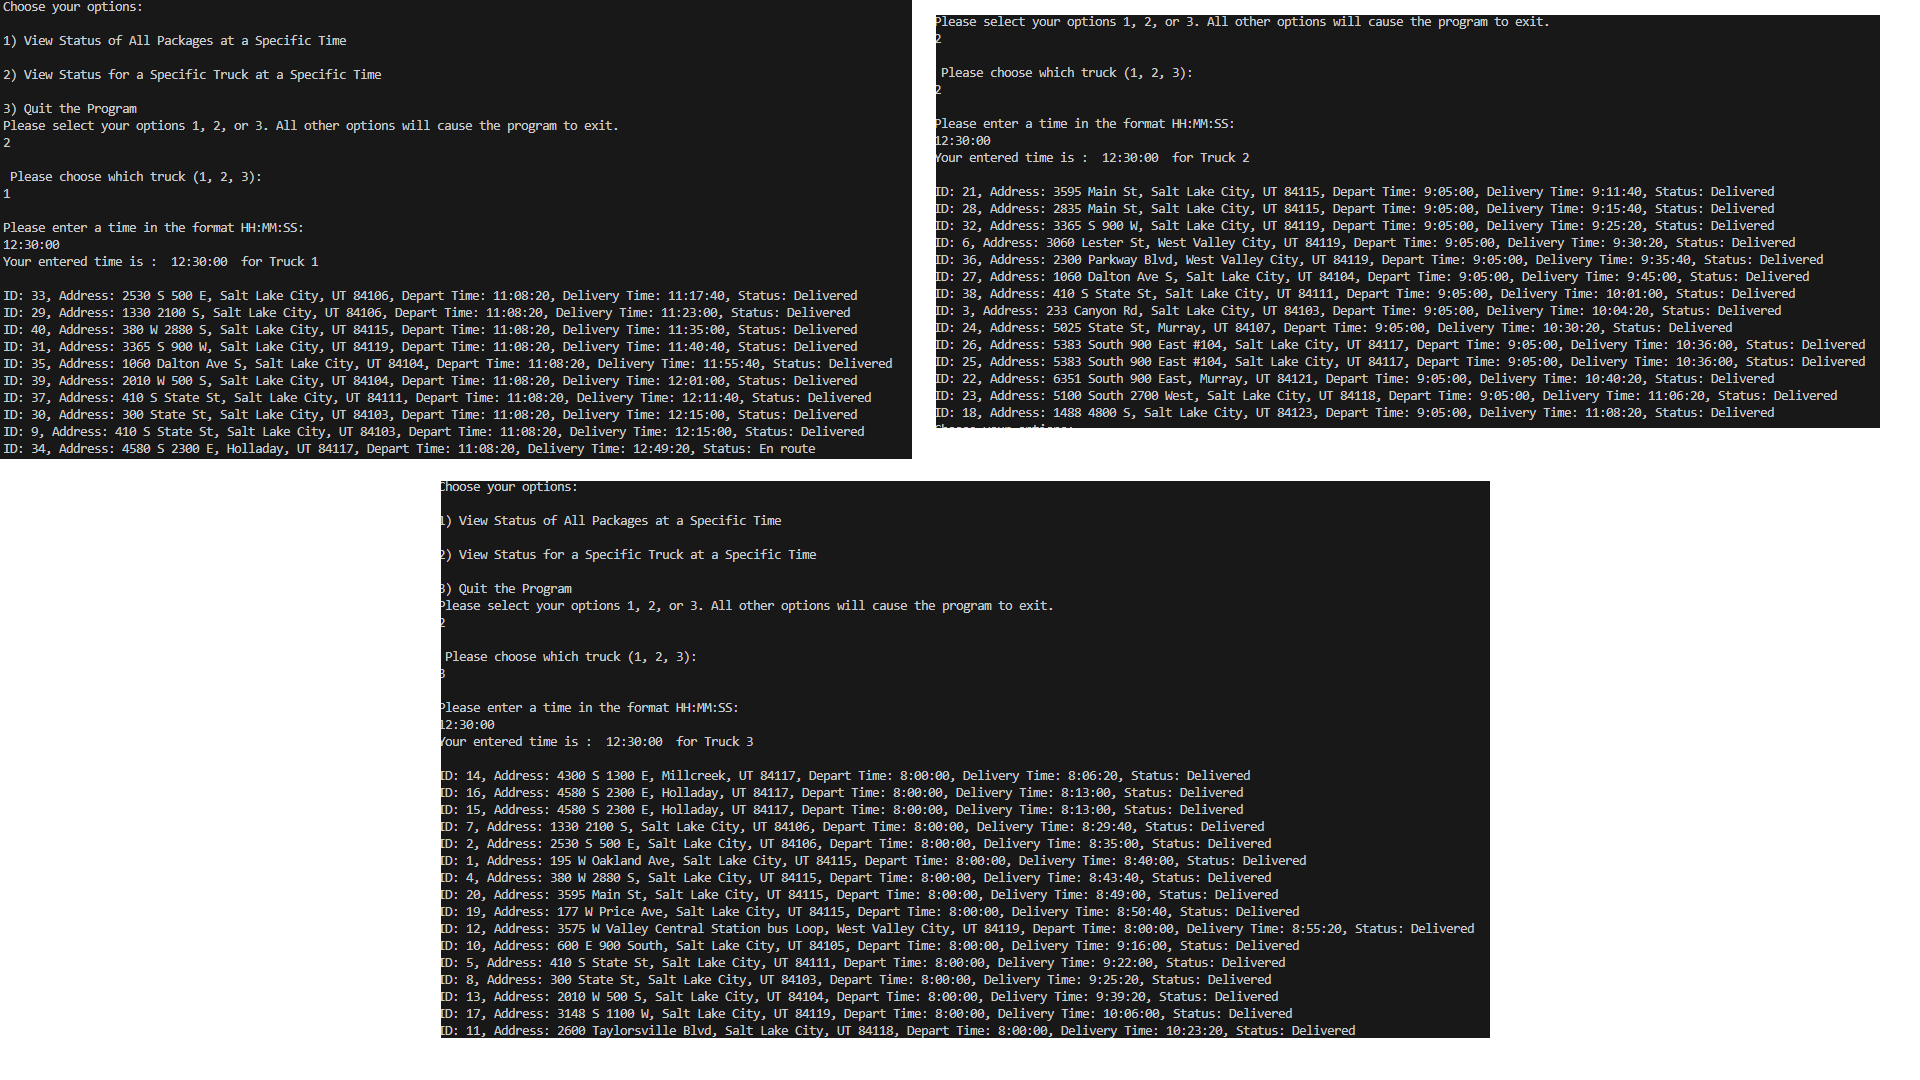 Choose your options:
1) View Status of All Packages at a Specific Time
2) View Status for a Specific Truck at a Specific Time
3) Quit the Program
Please select your options 1, 2, or 3. All other options will cause the program to exit.
2
Please choose which truck (1, 2, 3):
1
Please enter a time in the format HH:MM:SS:
12:30:00
Your entered time is :  12:30:00  for Truck 1
ID: 33, Address: 2530 S 500 E, Salt Lake City, UT 84106, Depart Time: 11:08:20, Delivery Time: 11:17:40, Status: Delivered
ID: 29, Address: 1330 2100 S, Salt Lake City, UT 84106, Depart Time: 11:08:20, Delivery Time: 11:23:00, Status: Delivered
ID: 40, Address: 380 W 2880 S, Salt Lake City, UT 84115, Depart Time: 11:08:20, Delivery Time: 11:35:00, Status: Delivered
ID: 31, Address: 3365 S 900 W, Salt Lake City, UT 84119, Depart Time: 11:08:20, Delivery Time: 11:40:40, Status: Delivered
ID: 35, Address: 1060 Dalton Ave S, Salt Lake City, UT 84104, Depart Time: 11:08:20, Delivery Time: 11:55:40, Status: Delivered
ID: 39, Address: 2010 W 500 S, Salt Lake City, UT 84104, Depart Time: 11:08:20, Delivery Time: 12:01:00, Status: Delivered
ID: 37, Address: 410 S State St, Salt Lake City, UT 84111, Depart Time: 11:08:20, Delivery Time: 12:11:40, Status: Delivered
ID: 30, Address: 300 State St, Salt Lake City, UT 84103, Depart Time: 11:08:20, Delivery Time: 12:15:00, Status: Delivered
ID: 9, Address: 410 S State St, Salt Lake City, UT 84103, Depart Time: 11:08:20, Delivery Time: 12:15:00, Status: Delivered
ID: 34, Address: 4580 S 2300 E, Holladay, UT 84117, Depart Time: 11:08:20, Delivery Time: 12:49:20, Status: En route
Please select your options 1, 2, or 3. All other options will cause the program to exit.
2
Please choose which truck (1, 2, 3):
2
Please enter a time in the format HH:MM:SS:
12:30:00
Your entered time is :  12:30:00  for Truck 2
ID: 21, Address: 3595 Main St, Salt Lake City, UT 84115, Depart Time: 9:05:00, Delivery Time: 9:11:40, Status: Delivered
ID: 28, Address: 2835 Main St, Salt Lake City, UT 84115, Depart Time: 9:05:00, Delivery Time: 9:15:40, Status: Delivered
ID: 32, Address: 3365 S 900 W, Salt Lake City, UT 84119, Depart Time: 9:05:00, Delivery Time: 9:25:20, Status: Delivered
ID: 6, Address: 3060 Lester St, West Valley City, UT 84119, Depart Time: 9:05:00, Delivery Time: 9:30:20, Status: Delivered
ID: 36, Address: 2300 Parkway Blvd, West Valley City, UT 84119, Depart Time: 9:05:00, Delivery Time: 9:35:40, Status: Delivered
ID: 27, Address: 1060 Dalton Ave S, Salt Lake City, UT 84104, Depart Time: 9:05:00, Delivery Time: 9:45:00, Status: Delivered
ID: 38, Address: 410 S State St, Salt Lake City, UT 84111, Depart Time: 9:05:00, Delivery Time: 10:01:00, Status: Delivered
ID: 3, Address: 233 Canyon Rd, Salt Lake City, UT 84103, Depart Time: 9:05:00, Delivery Time: 10:04:20, Status: Delivered
ID: 24, Address: 5025 State St, Murray, UT 84107, Depart Time: 9:05:00, Delivery Time: 10:30:20, Status: Delivered
ID: 26, Address: 5383 South 900 East #104, Salt Lake City, UT 84117, Depart Time: 9:05:00, Delivery Time: 10:36:00, Status: Delivered
ID: 25, Address: 5383 South 900 East #104, Salt Lake City, UT 84117, Depart Time: 9:05:00, Delivery Time: 10:36:00, Status: Delivered
ID: 22, Address: 6351 South 900 East, Murray, UT 84121, Depart Time: 9:05:00, Delivery Time: 10:40:20, Status: Delivered
ID: 23, Address: 5100 South 2700 West, Salt Lake City, UT 84118, Depart Time: 9:05:00, Delivery Time: 11:06:20, Status: Delivered
ID: 18, Address: 1488 4800 S, Salt Lake City, UT 84123, Depart Time: 9:05:00, Delivery Time: 11:08:20, Status: Delivered
Choose your options:
1) View Status of All Packages at a Specific Time
2) View Status for a Specific Truck at a Specific Time
3) Quit the Program
Please select your options 1, 2, or 3. All other options will cause the program to exit.
2
Please choose which truck (1, 2, 3):
3
Please enter a time in the format HH:MM:SS:
12:30:00
Your entered time is :  12:30:00  for Truck 3
ID: 14, Address: 4300 S 1300 E, Millcreek, UT 84117, Depart Time: 8:00:00, Delivery Time: 8:06:20, Status: Delivered
ID: 16, Address: 4580 S 2300 E, Holladay, UT 84117, Depart Time: 8:00:00, Delivery Time: 8:13:00, Status: Delivered
ID: 15, Address: 4580 S 2300 E, Holladay, UT 84117, Depart Time: 8:00:00, Delivery Time: 8:13:00, Status: Delivered
ID: 7, Address: 1330 2100 S, Salt Lake City, UT 84106, Depart Time: 8:00:00, Delivery Time: 8:29:40, Status: Delivered
ID: 2, Address: 2530 S 500 E, Salt Lake City, UT 84106, Depart Time: 8:00:00, Delivery Time: 8:35:00, Status: Delivered
ID: 1, Address: 195 W Oakland Ave, Salt Lake City, UT 84115, Depart Time: 8:00:00, Delivery Time: 8:40:00, Status: Delivered
ID: 4, Address: 380 W 2880 S, Salt Lake City, UT 84115, Depart Time: 8:00:00, Delivery Time: 8:43:40, Status: Delivered
ID: 20, Address: 3595 Main St, Salt Lake City, UT 84115, Depart Time: 8:00:00, Delivery Time: 8:49:00, Status: Delivered
ID: 19, Address: 177 W Price Ave, Salt Lake City, UT 84115, Depart Time: 8:00:00, Delivery Time: 8:50:40, Status: Delivered
ID: 12, Address: 3575 W Valley Central Station bus Loop, West Valley City, UT 84119, Depart Time: 8:00:00, Delivery Time: 8:55:20, Status: Delivered
ID: 10, Address: 600 E 900 South, Salt Lake City, UT 84105, Depart Time: 8:00:00, Delivery Time: 9:16:00, Status: Delivered
ID: 5, Address: 410 S State St, Salt Lake City, UT 84111, Depart Time: 8:00:00, Delivery Time: 9:22:00, Status: Delivered
ID: 8, Address: 300 State St, Salt Lake City, UT 84103, Depart Time: 8:00:00, Delivery Time: 9:25:20, Status: Delivered
ID: 13, Address: 2010 W 500 S, Salt Lake City, UT 84104, Depart Time: 8:00:00, Delivery Time: 9:39:20, Status: Delivered
ID: 17, Address: 3148 S 1100 W, Salt Lake City, UT 84119, Depart Time: 8:00:00, Delivery Time: 10:06:00, Status: Delivered
ID: 11, Address: 2600 Taylorsville Blvd, Salt Lake City, UT 84118, Depart Time: 8:00:00, Delivery Time: 10:23:20, Status: Delivered